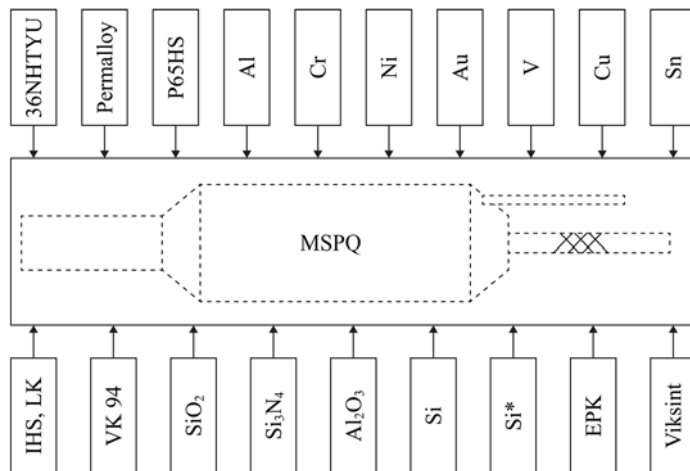 36NHTYU
Permalloy
P65HS
Al
Cr
Ni
Au
V
Cu
Sn
MSPQ
IHS, LK
VK 94
SiO₂
Si₃N₄
Al₂O₃
Si
Si*
EPK
Viksint